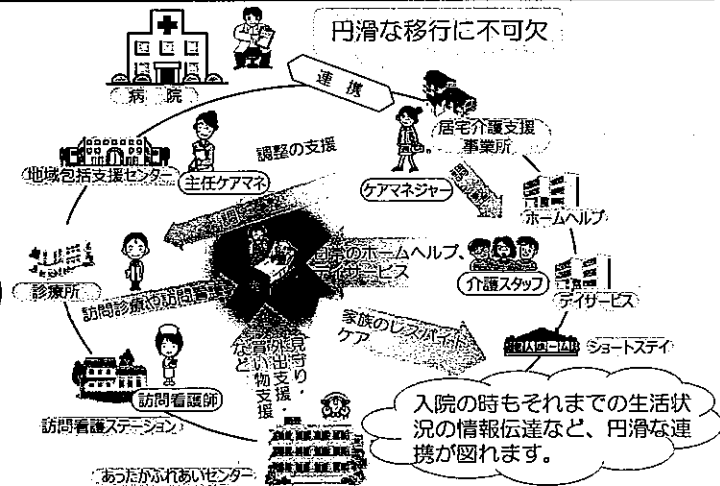 円滑な移行に不可欠
病 院
連 携
居宅介護支援
事業所
調整の支援
地域包括支援センター
主任ケアマネ
ケアマネジャー
ホームヘルプ
ホームヘルプ、
デイサービス
介護スタッフ
デイサービス
診療所
訪問診療や訪問看護
家族のレスパイト
ケア
ショートステイ
見守り・
外出支援・
買い物支援
など
訪問看護師
訪問看護ステーション
入院の時もそれまでの生活状
況の情報伝達など、円滑な連
携が図れます。
あったかふれあいセンター